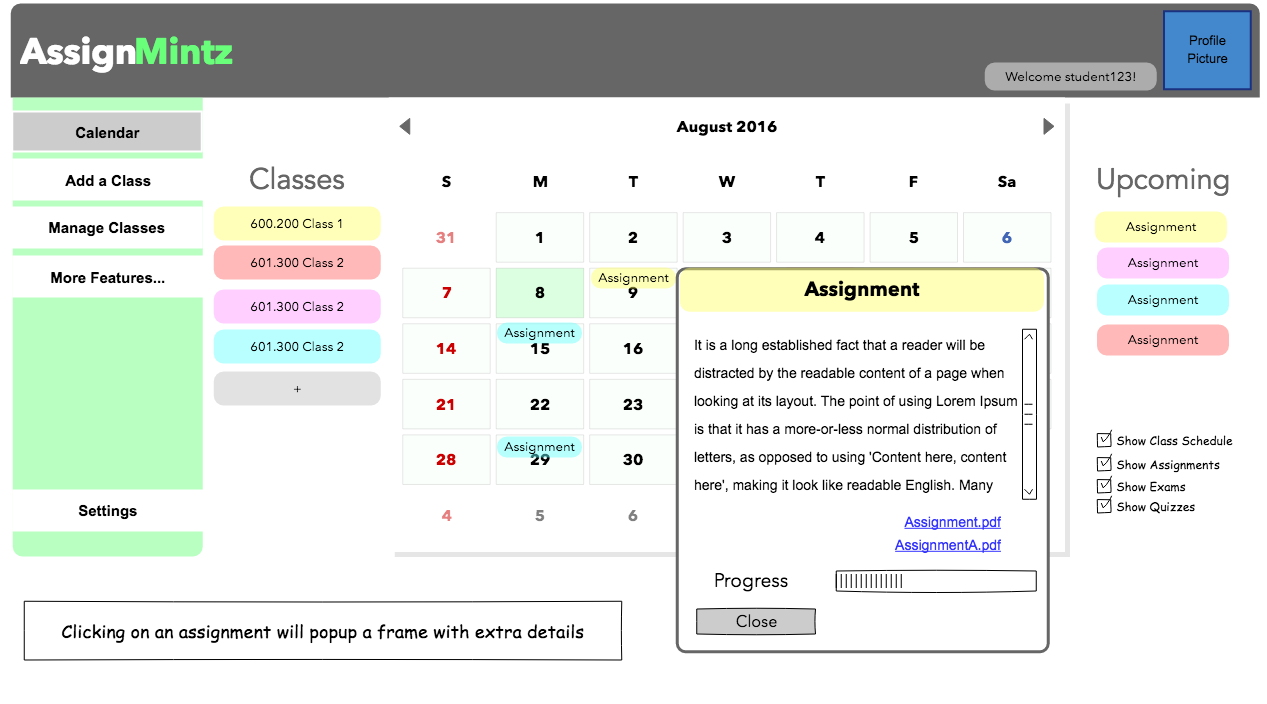 AssignMintz
Profile
Picture
Welcome student123!
Calendar
Add a Class
Manage Classes
More Features...
Settings
Classes
600.200 Class 1
601.300 Class 2
601.300 Class 2
601.300 Class 2
+
August 2016
S M T W T F Sa
31 1 2 3 4 5 6
7 8 Assignment 9
Assignment
14 15 16
21 22 23
Assignment
28 29 30
4 5 6
Assignment
It is a long established fact that a reader will be
distracted by the readable content of a page when
looking at its layout. The point of using Lorem Ipsum
is that it has a more-or-less normal distribution of
letters, as opposed to using 'Content here, content
here', making it look like readable English. Many
Assignment.pdf
AssignmentA.pdf
Progress
Close
Upcoming
Assignment
Assignment
Assignment
Assignment
Show Class Schedule
Show Assignments
Show Exams
Show Quizzes
Clicking on an assignment will popup a frame with extra details